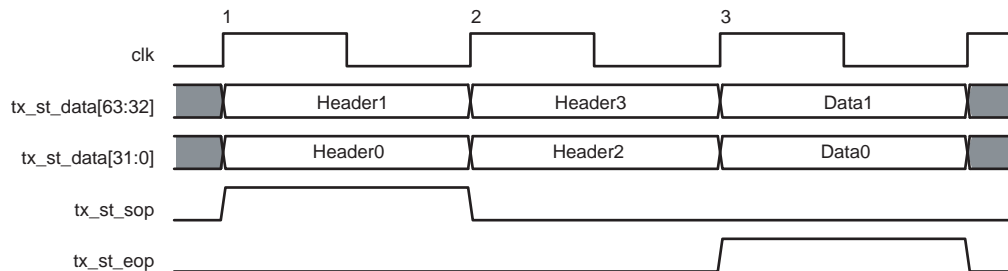 1 2 3
clk
tx_st_data[63:32] Header1 Header3 Data1
tx_st_data[31:0] Header0 Header2 Data0
tx_st_sop
tx_st_eop